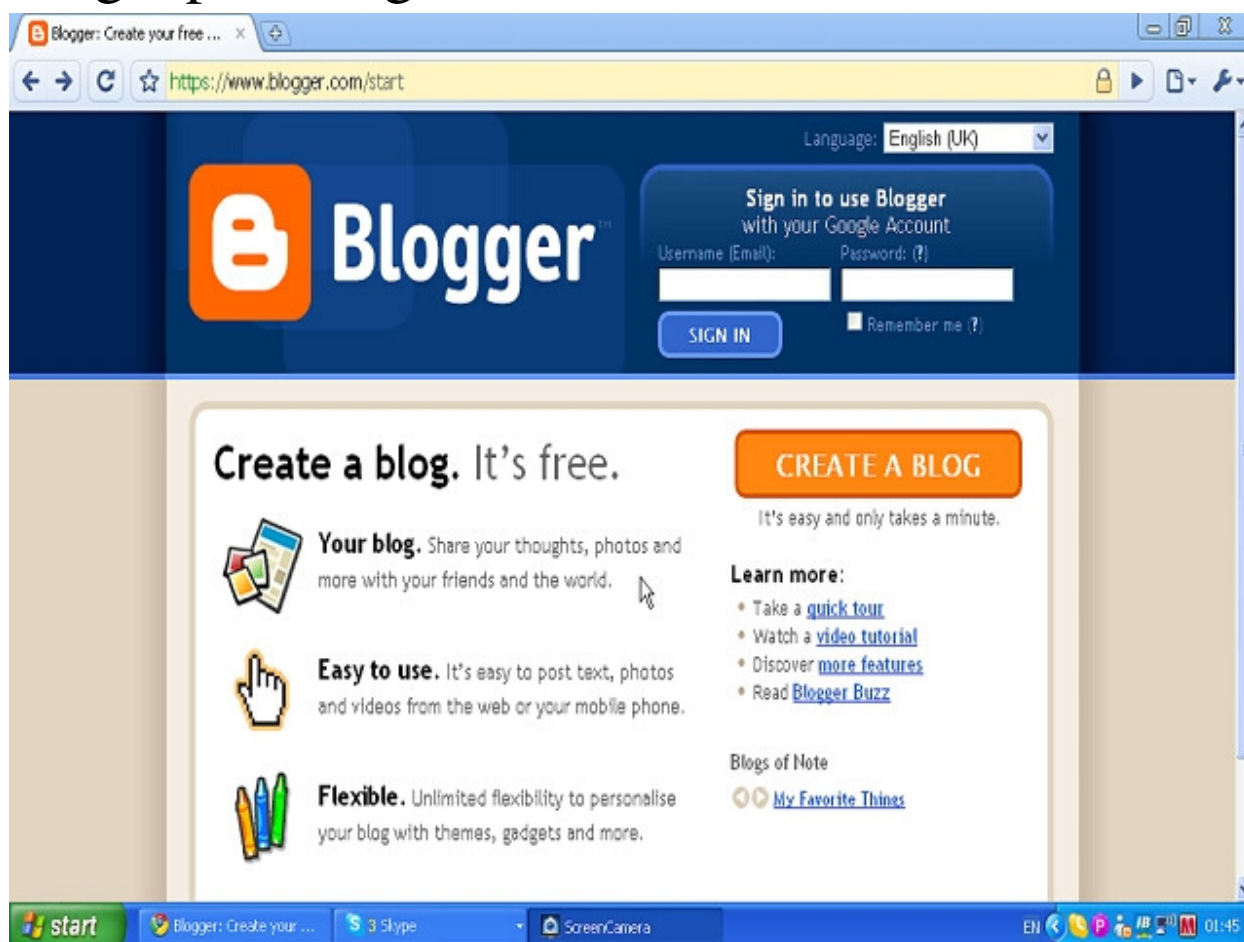 Blogger: Create your free ...
https://www.blogger.com/start
Language: English (UK)
Blogger™
Sign in to use Blogger
with your Google Account
Username (Email): Password: (?)
SIGN IN
Remember me (?)
Create a blog. It's free.
CREATE A BLOG
It's easy and only takes a minute.
Your blog. Share your thoughts, photos and
more with your friends and the world.
Easy to use. It's easy to post text, photos
and videos from the web or your mobile phone.
Flexible. Unlimited flexibility to personalise
your blog with themes, gadgets and more.
Learn more:
• Take a quick tour
• Watch a video tutorial
• Discover more features
• Read Blogger Buzz
Blogs of Note
My Favorite Things
start
Blogger: Create your ...
3 Skype
ScreenCamera
EN
01:45